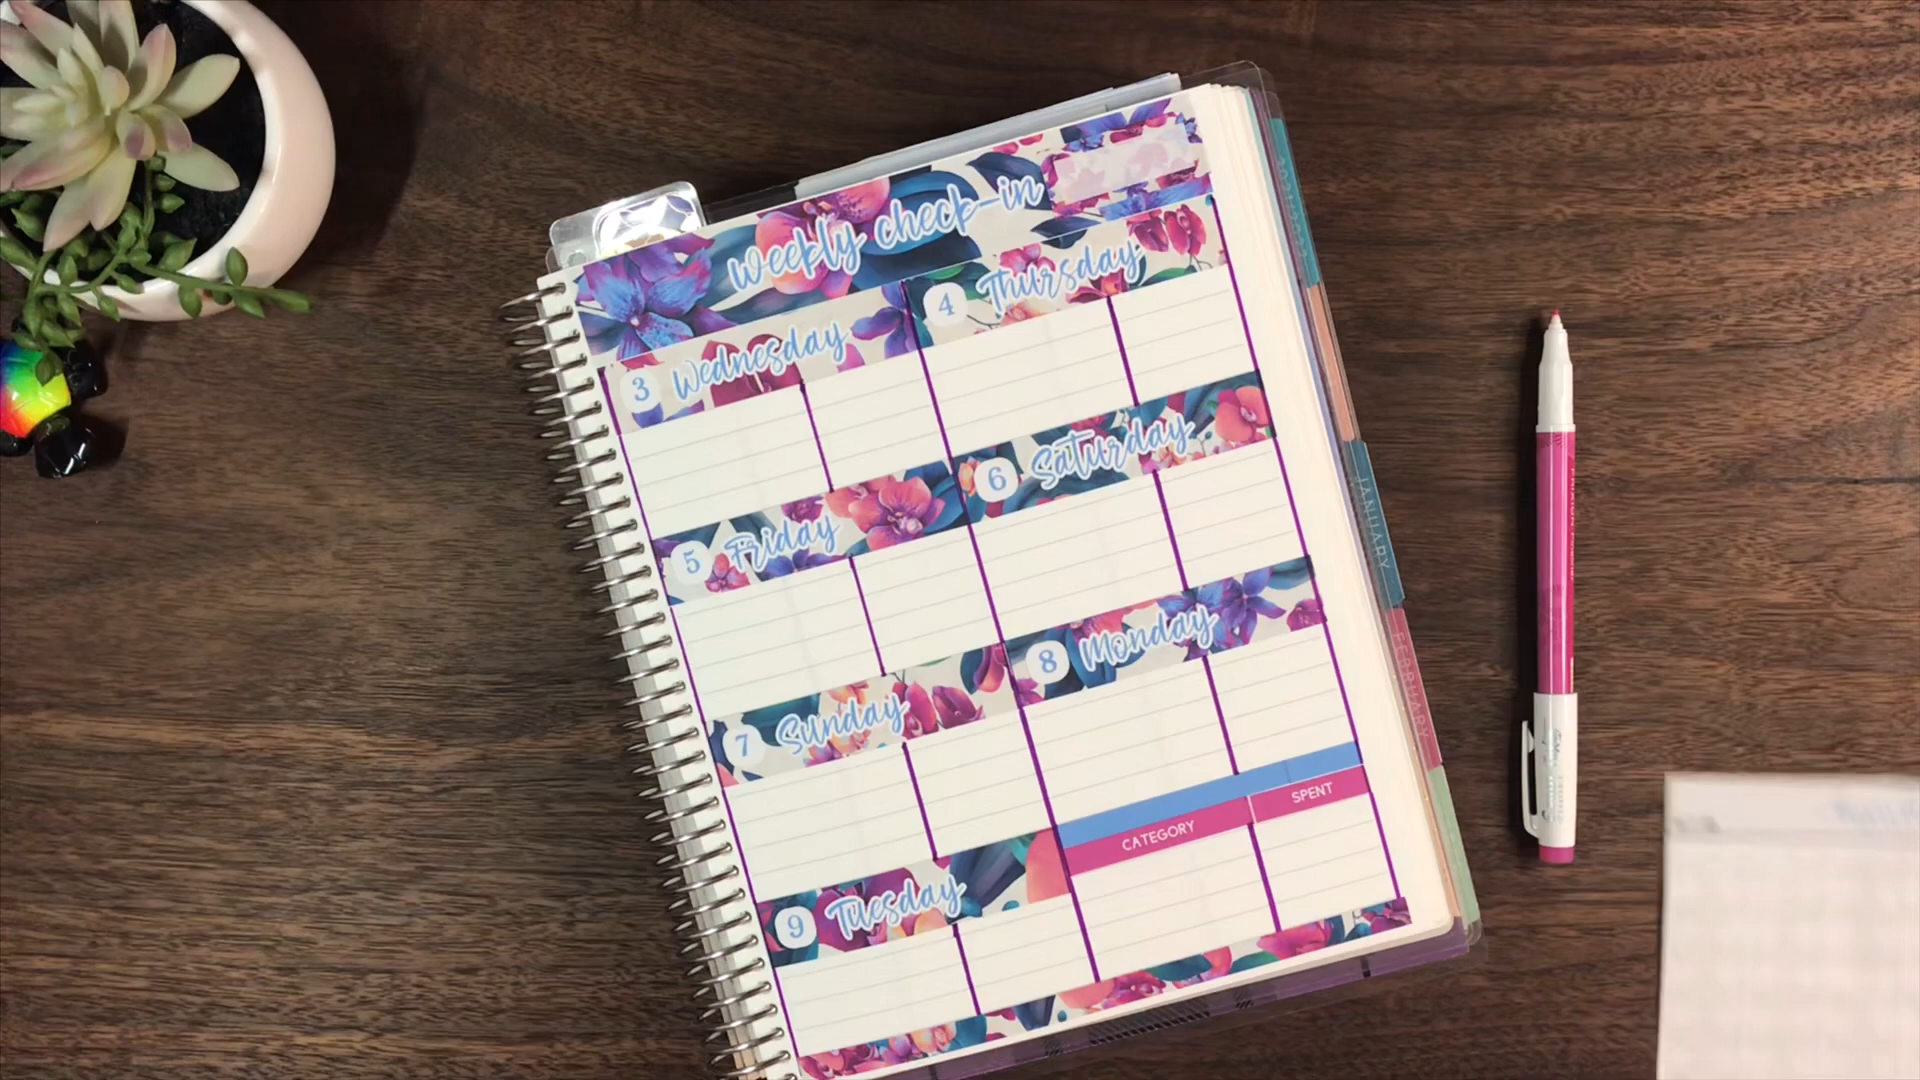 Weekly check-in
3 Wednesday
4 Thursday
5 Friday
6 Saturday
7 Sunday
8 Monday
9 Tuesday
CATEGORY
SPENT
JANUARY
FEBRUARY